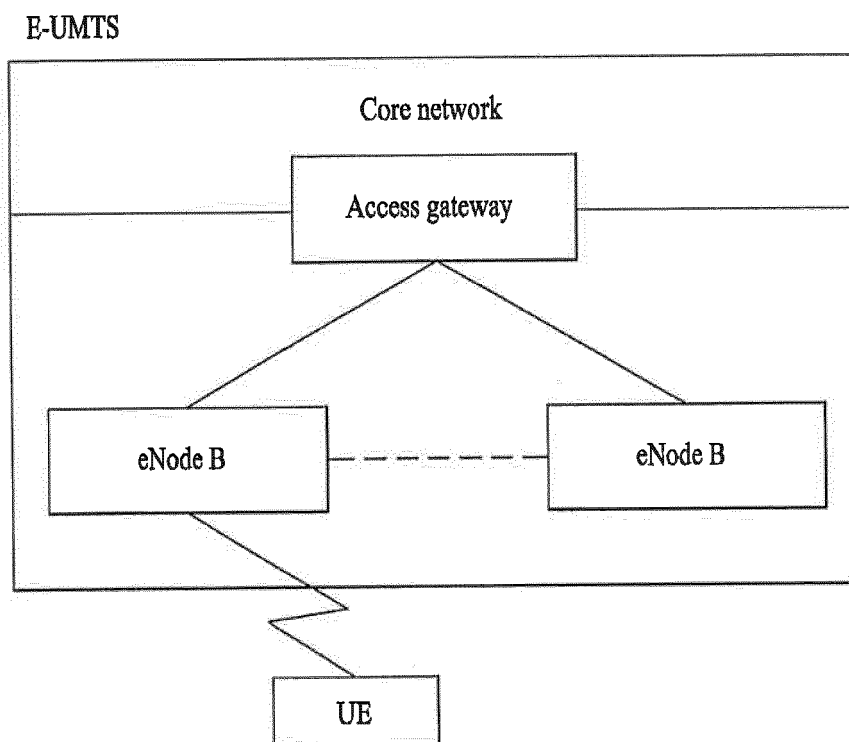 E-UMTS
Core network
Access gateway
eNode B
eNode B
UE